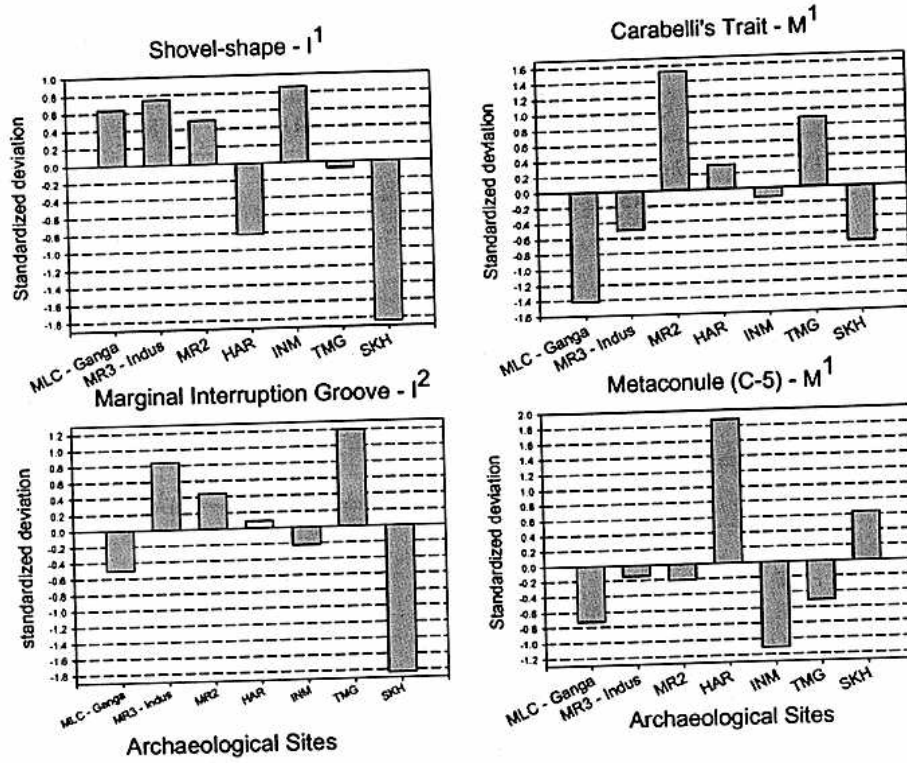 Shovel-shape - I¹
Standardized deviation
1.0
0.8
0.6
0.4
0.2
0.0
-0.2
-0.4
-0.6
-0.8
-1.0
-1.2
-1.4
-1.6
-1.8
MLC - Ganga
MR3 - Indus
MR2
HAR
INM
TMG
SKH
Carabelli's Trait - M¹
Standardized deviation
1.6
1.4
1.2
1.0
0.8
0.6
0.4
0.2
0.0
-0.2
-0.4
-0.6
-0.8
-1.0
-1.2
-1.4
-1.6
MLC - Ganga
MR3 - Indus
MR2
HAR
INM
TMG
SKH
Marginal Interruption Groove - I²
standardized deviation
1.2
1.0
0.8
0.6
0.4
0.2
0.0
-0.2
-0.4
-0.6
-0.8
-1.0
-1.2
-1.4
-1.6
-1.8
MLC - Ganga
MR3 - Indus
MR2
HAR
INM
TMG
SKH
Archaeological Sites
Metaconule (C-5) - M¹
Standardized deviation
2.0
1.8
1.6
1.4
1.2
1.0
0.8
0.6
0.4
0.2
0.0
-0.2
-0.4
-0.6
-0.8
-1.0
-1.2
MLC - Ganga
MR3 - Indus
MR2
HAR
INM
TMG
SKH
Archaeological Sites